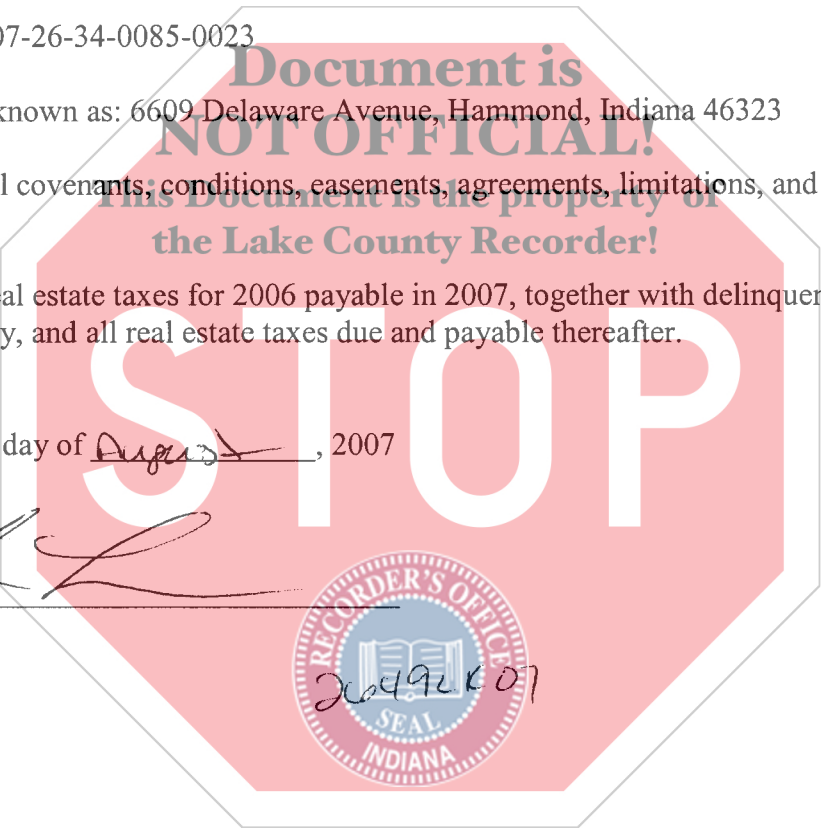 07-26-34-0085-0023
Document is
known as: 6609 Delaware Avenue, Hammond, Indiana 46323
NOT OFFICIAL!
l covenants, conditions, easements, agreements, limitations, and
This Document is the property of
the Lake County Recorder!
al estate taxes for 2006 payable in 2007, together with delinquen
y, and all real estate taxes due and payable thereafter.
STOP
day of August, 2007
RECORDER'S OFFICE
26492K07
SEAL
INDIANA